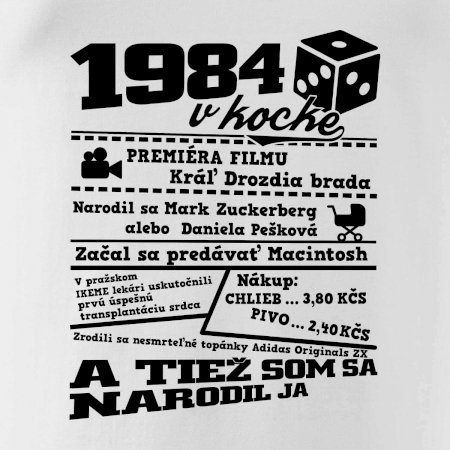 1984
v kocke
PREMIÉRA FILMU
Kráľ Drozdia brada
Narodil sa Mark Zuckerberg
alebo Daniela Pešková
Začal sa predávať Macintosh
V pražskom
IKEME lekári uskutočnili
prvú úspešnú
transplantáciu srdca
Nákup:
CHLIEB ... 3,80 KČS
PIVO ... 2,40 KČS
Zrodili sa nesmrteľné topánky Adidas Originals ZX
A TIEŽ SOM SA
NARODIL JA